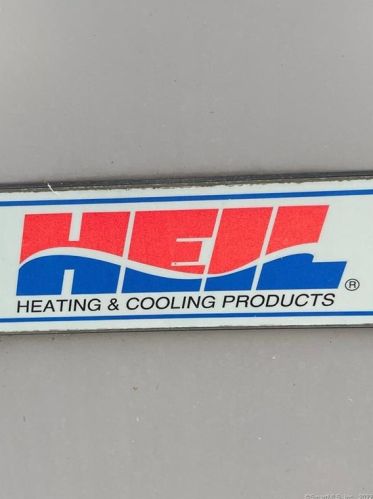 HEIL®
HEATING & COOLING PRODUCTS